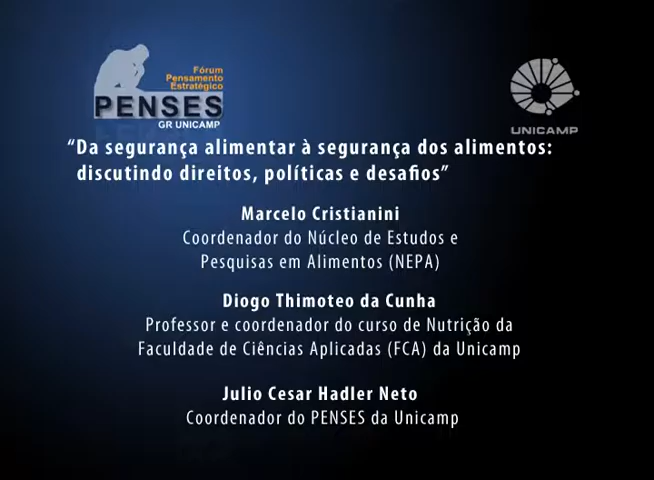 Fórum
Pensamento
Estratégico
PENSES
GR UNICAMP
UNICAMP
“Da segurança alimentar à segurança dos alimentos:
discutindo direitos, políticas e desafios”
Marcelo Cristianini
Coordenador do Núcleo de Estudos e
Pesquisas em Alimentos (NEPA)
Diogo Thimoteo da Cunha
Professor e coordenador do curso de Nutrição da
Faculdade de Ciências Aplicadas (FCA) da Unicamp
Julio Cesar Hadler Neto
Coordenador do PENSES da Unicamp